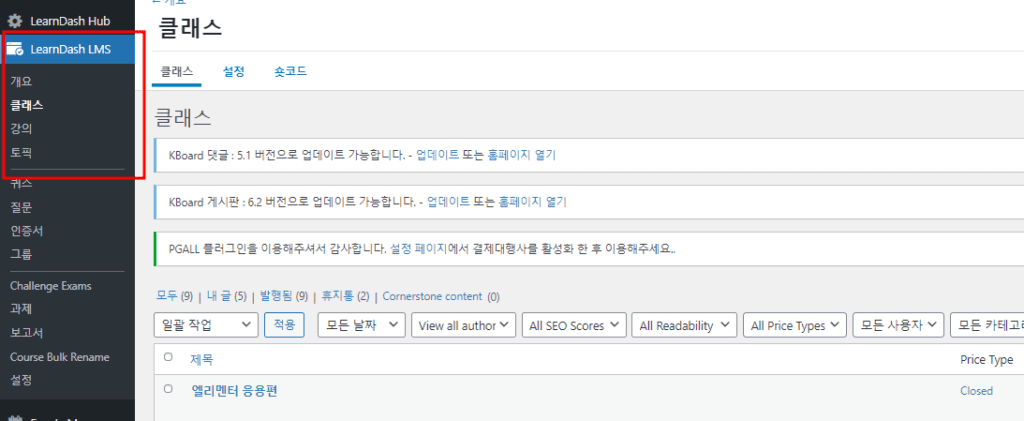 ← 개요
LearnDash Hub
클래스
LearnDash LMS
개요
클래스
강의
토픽
퀴스
질문
인증서
그룹
Challenge Exams
과제
보고서
Course Bulk Rename
설정
클래스 설정 숏코드
클래스
KBoard 댓글 : 5.1 버전으로 업데이트 가능합니다. - 업데이트 또는 홈페이지 열기
KBoard 게시판 : 6.2 버전으로 업데이트 가능합니다. - 업데이트 또는 홈페이지 열기
PGALL 플러그인을 이용해주셔서 감사합니다. 설정 페이지에서 결제대행사를 활성화 한 후 이용해주세요..
모두 (9) | 내 글 (5) | 발행됨 (9) | 휴지통 (2) | Cornerstone content (0)
일괄 작업 적용 모든 날짜 View all author All SEO Scores All Readability All Price Types 모든 사용자 모든 카테고
제목 Price Type
엘리멘터 응용편 Closed